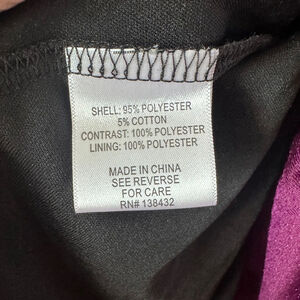 SHELL: 95% POLYESTER
5% COTTON
CONTRAST: 100% POLYESTER
LINING: 100% POLYESTER
MADE IN CHINA
SEE REVERSE
FOR CARE
RN# 138432